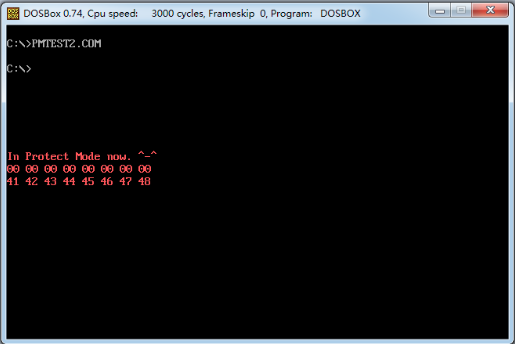 DOSBox 0.74, Cpu speed: 3000 cycles, Frameskip 0, Program: DOSBOX
C:\>PMTEST2.COM
C:\>
In Protect Mode now. ^-^
00 00 00 00 00 00 00 00
41 42 43 44 45 46 47 48